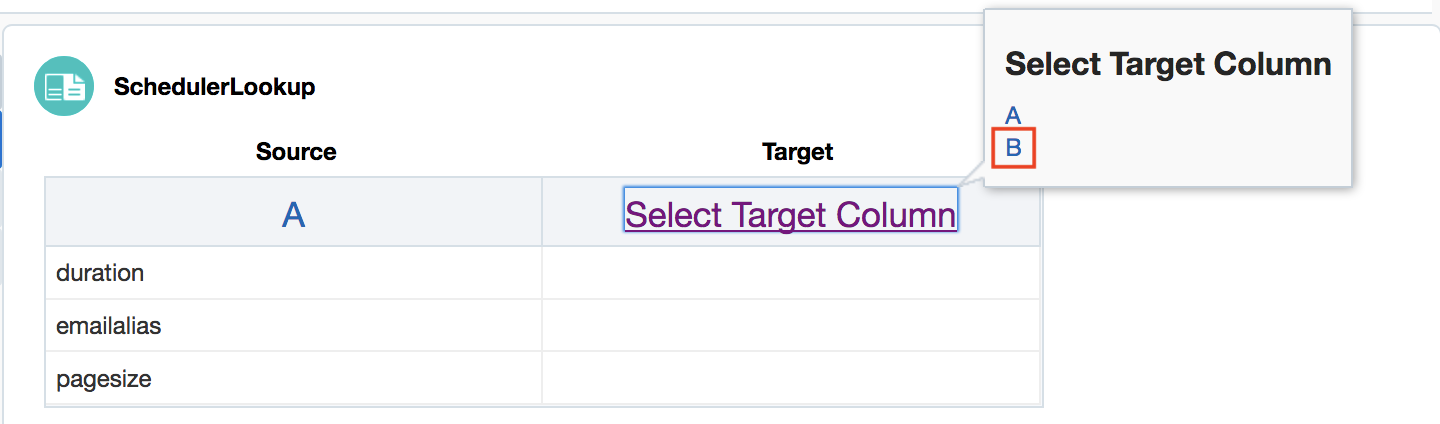 Select Target Column
A
B
SchedulerLookup
Source Target
A Select Target Column
duration
emailalias
pagesize